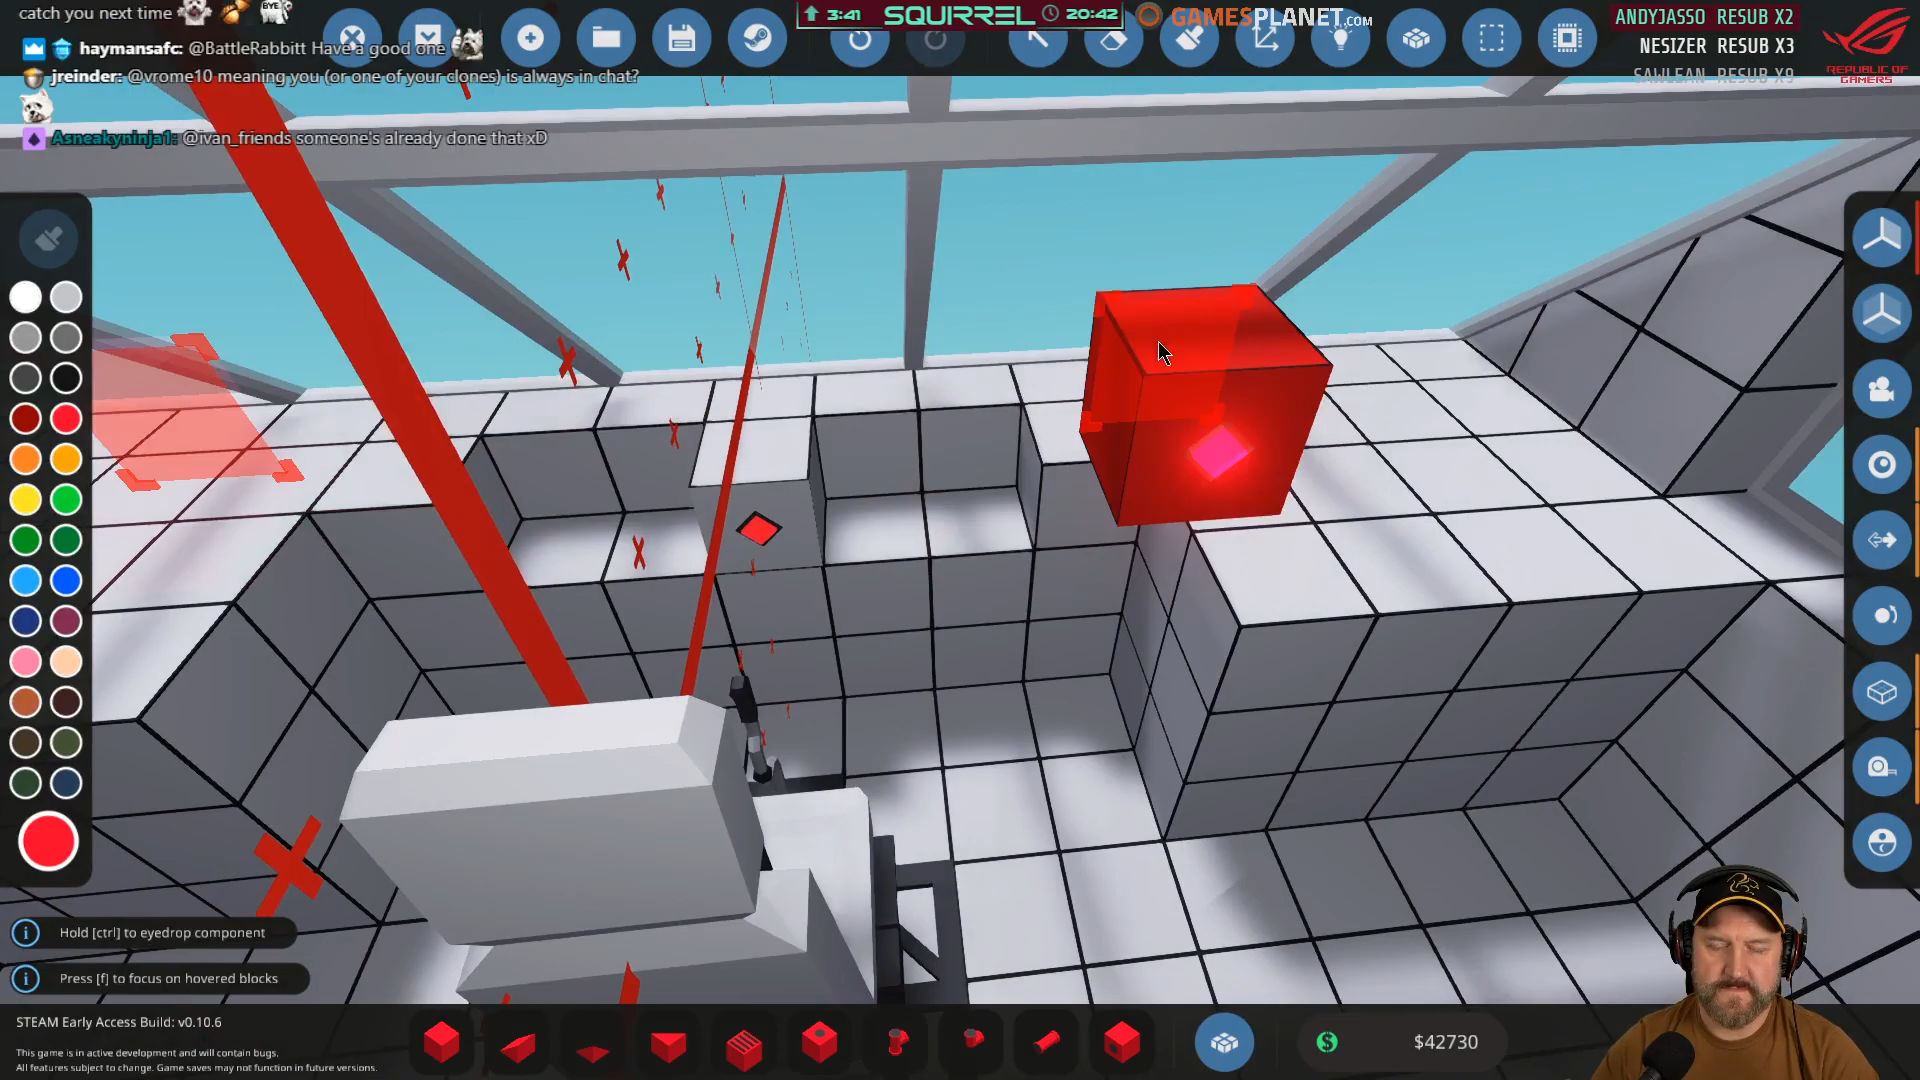 catch you next time
BYE
haymansafc: @BattleRabbitt Have a good one
jreinder: @vrome10 meaning you (or one of your clones) is always in chat?
Asneakyninja1: @ivan_friends someone's already done that xD
3:41 SQUIRREL 20:42
GAMESPLANET.COM
ANDYJASSO RESUB X2
NESIZER RESUB X3
SAWLEAN RESUB X9
REPUBLIC OF GAMERS
Hold [ctrl] to eyedrop component
Press [f] to focus on hovered blocks
STEAM Early Access Build: v0.10.6
This game is in active development and will contain bugs.
All features subject to change. Game saves may not function in future versions.
$ $42730